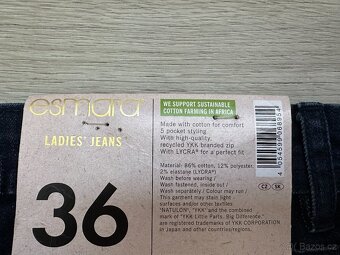 esmara
LADIES' JEANS
36
WE SUPPORT SUSTAINABLE
COTTON FARMING IN AFRICA
Made with cotton for comfort
5 pocket styling
With high-quality,
recycled YKK branded zip
With LYCRA® for a perfect fit
Material: 86% cotton, 12% polyester,
2% elastane (LYCRA®)
Wash before wearing /
Wash fastened, inside out /
Wash separately / Colour may run /
This garment may stain light
surfaces and/or other textiles
"NATULON", "YKK" and the combined
mark of "YKK Little Parts. Big Difference."
are trademarks of YKK CORPORATION
in Japan and other countries/regions.
CZ SK